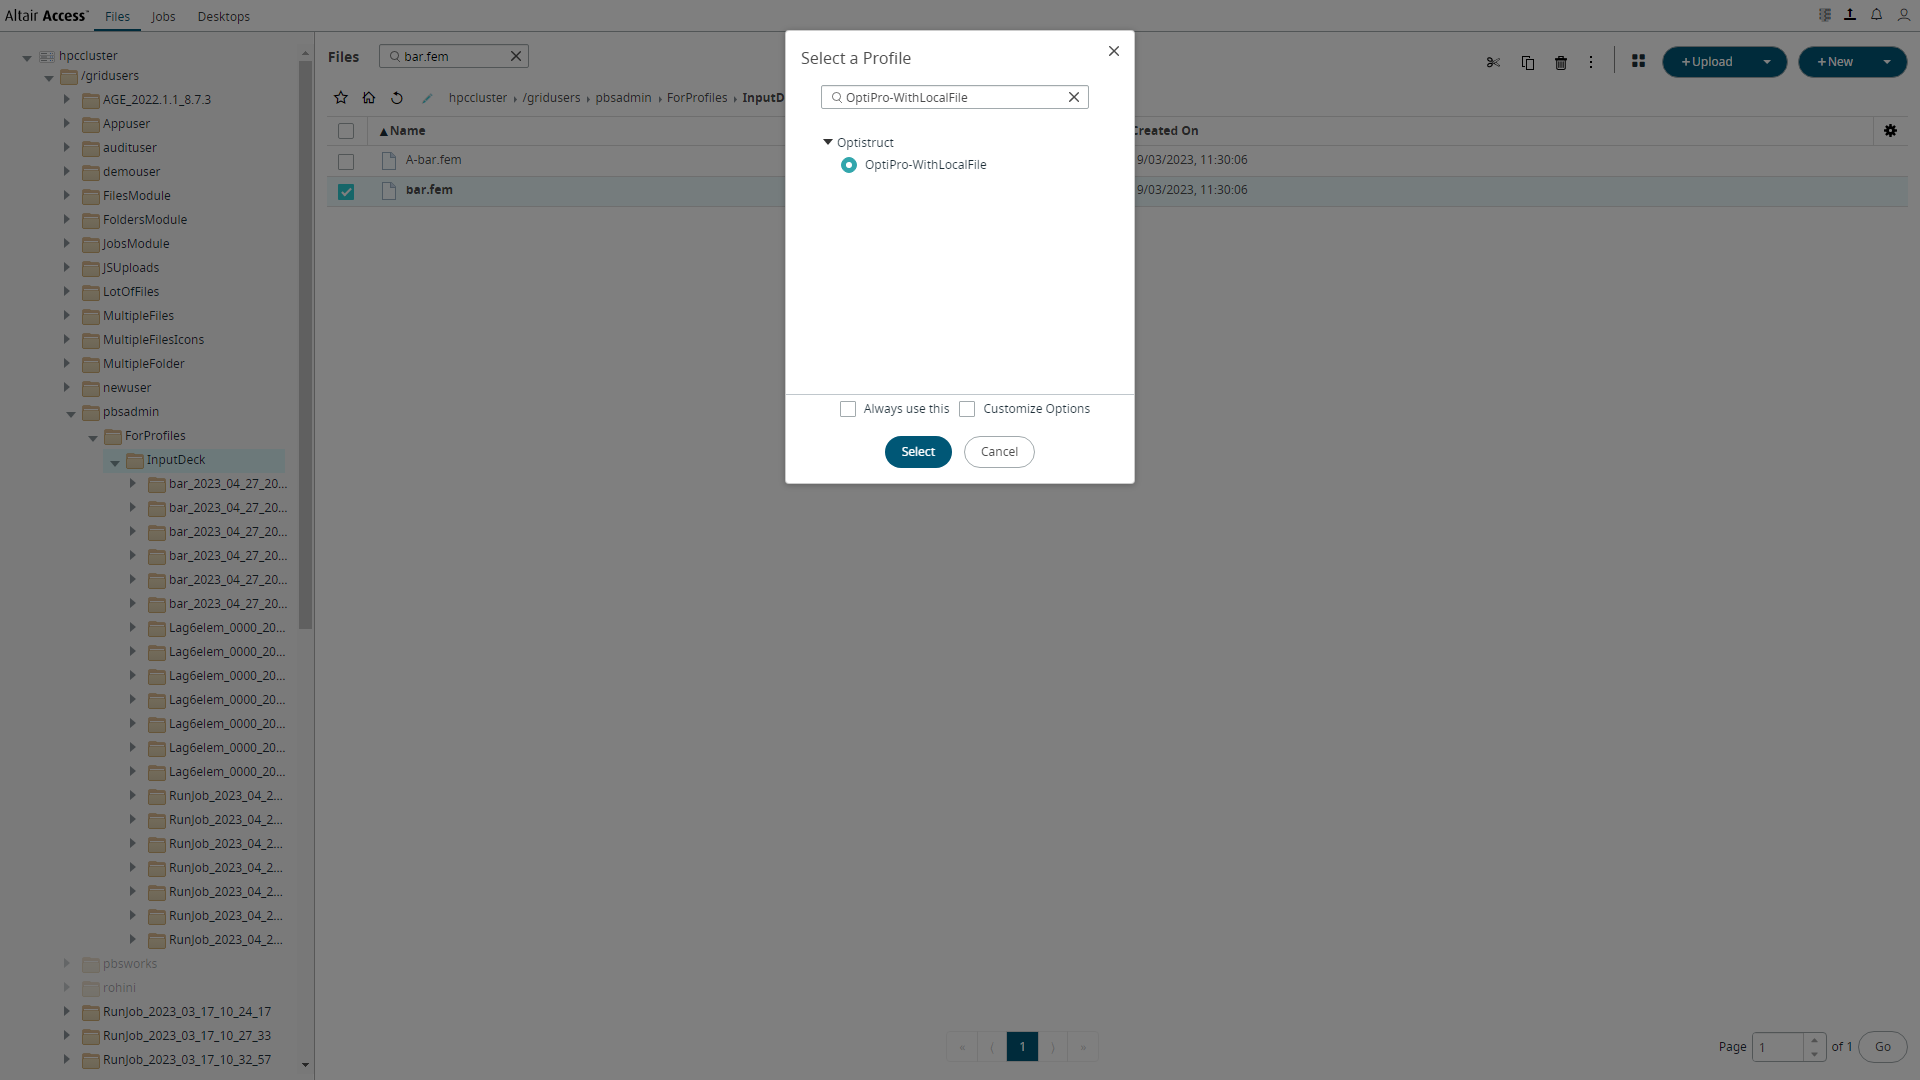 Altair Access™ Files Jobs Desktops
hpccluster
/gridusers
AGE_2022.1.1_8.7.3
Appuser
audituser
demouser
FilesModule
FoldersModule
JobsModule
JSUploads
LotOfFiles
MultipleFiles
MultipleFilesIcons
MultipleFolder
newuser
pbsadmin
ForProfiles
InputDeck
bar_2023_04_27_20...
bar_2023_04_27_20...
bar_2023_04_27_20...
bar_2023_04_27_20...
bar_2023_04_27_20...
bar_2023_04_27_20...
Lag6elem_0000_20...
Lag6elem_0000_20...
Lag6elem_0000_20...
Lag6elem_0000_20...
Lag6elem_0000_20...
Lag6elem_0000_20...
Lag6elem_0000_20...
RunJob_2023_04_2...
RunJob_2023_04_2...
RunJob_2023_04_2...
RunJob_2023_04_2...
RunJob_2023_04_2...
RunJob_2023_04_2...
RunJob_2023_04_2...
pbsworks
rohini
RunJob_2023_03_17_10_24_17
RunJob_2023_03_17_10_27_33
RunJob_2023_03_17_10_32_57
Files bar.fem
+Upload +New
hpccluster › /gridusers › pbsadmin › ForProfiles › InputD
Name Created On
A-bar.fem 9/03/2023, 11:30:06
bar.fem 9/03/2023, 11:30:06
Select a Profile
OptiPro-WithLocalFile
Optistruct
OptiPro-WithLocalFile
Always use this Customize Options
Select Cancel
« ⟨ 1 ⟩ »
Page 1 of 1 Go